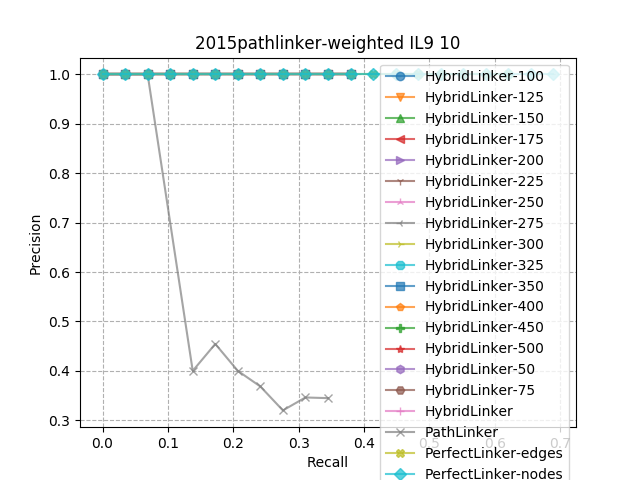 2015pathlinker-weighted IL9 10
Precision
1.0
0.9
0.8
0.7
0.6
0.5
0.4
0.3
0.0
0.1
0.2
0.3
0.4
0.5
0.6
0.7
Recall
HybridLinker-100
HybridLinker-125
HybridLinker-150
HybridLinker-175
HybridLinker-200
HybridLinker-225
HybridLinker-250
HybridLinker-275
HybridLinker-300
HybridLinker-325
HybridLinker-350
HybridLinker-400
HybridLinker-450
HybridLinker-500
HybridLinker-50
HybridLinker-75
HybridLinker
PathLinker
PerfectLinker-edges
PerfectLinker-nodes